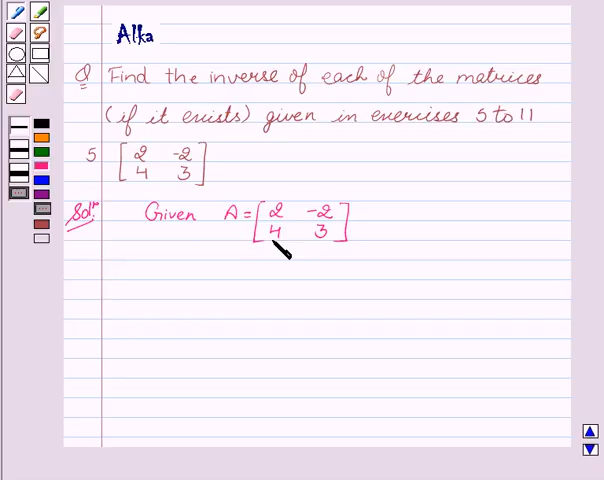 Alka
Q Find the inverse of each of the matrices
(if it exists) given in exercises 5 to 11
5 [ 2 -2
4 3 ]
Solⁿ: Given A = [ 2 -2
4 3 ]